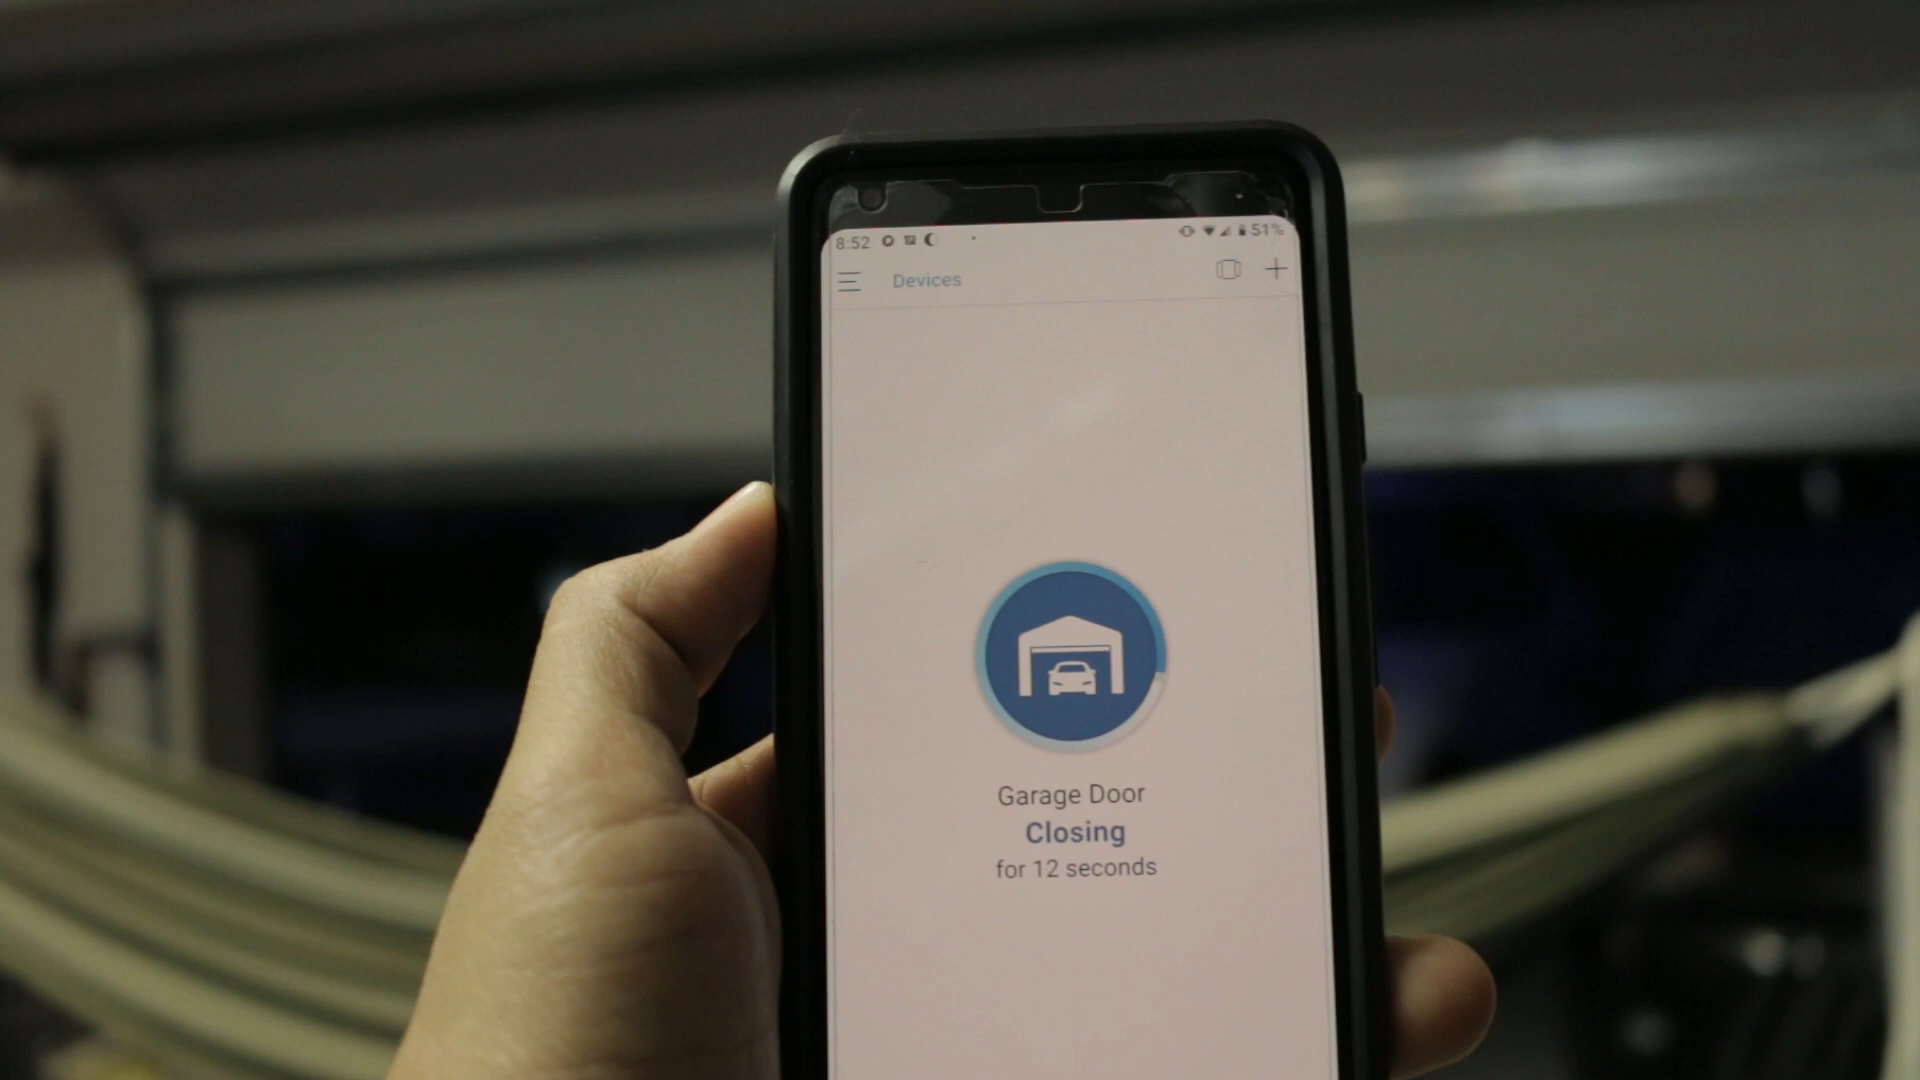 8:52 51%
Devices
Garage Door
Closing
for 12 seconds